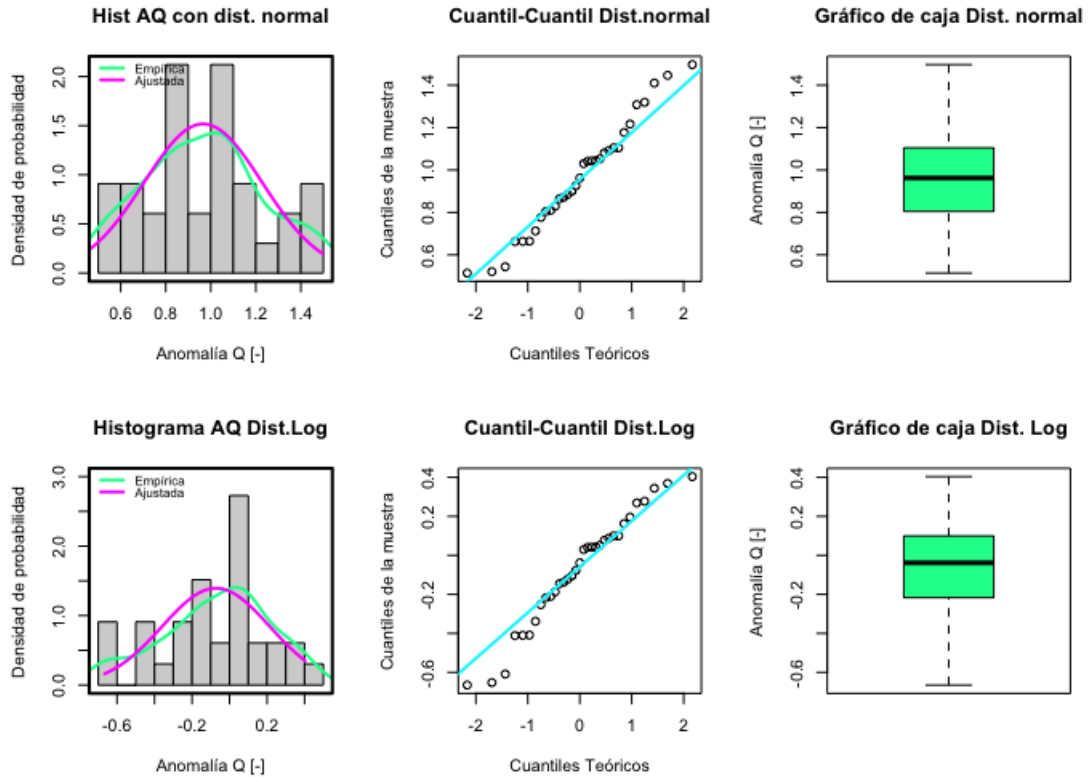 Hist AQ con dist. normal
Densidad de probabilidad
0.0 0.5 1.0 1.5 2.0
Empírica
Ajustada
0.6 0.8 1.0 1.2 1.4
Anomalía Q [-]
Cuantil-Cuantil Dist.normal
Cuantiles de la muestra
0.6 0.8 1.0 1.2 1.4
-2 -1 0 1 2
Cuantiles Teóricos
Gráfico de caja Dist. normal
Anomalía Q [-]
0.6 0.8 1.0 1.2 1.4
Histograma AQ Dist.Log
Densidad de probabilidad
0.0 1.0 2.0 3.0
Empírica
Ajustada
-0.6 -0.2 0.2
Anomalía Q [-]
Cuantil-Cuantil Dist.Log
Cuantiles de la muestra
-0.6 -0.2 0.2 0.4
-2 -1 0 1 2
Cuantiles Teóricos
Gráfico de caja Dist. Log
Anomalía Q [-]
-0.6 -0.2 0.2 0.4